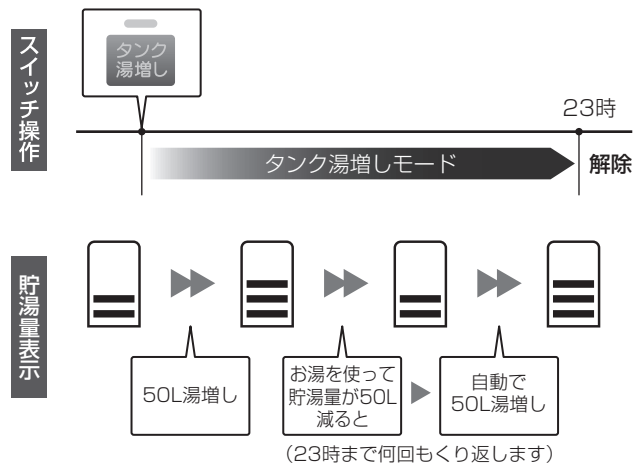 スイッチ操作
タンク
湯増し
23時
タンク湯増しモード
解除
貯湯量表示
50L湯増し
お湯を使って
貯湯量が50L
減ると
自動で
50L湯増し
（23時まで何回もくり返します）